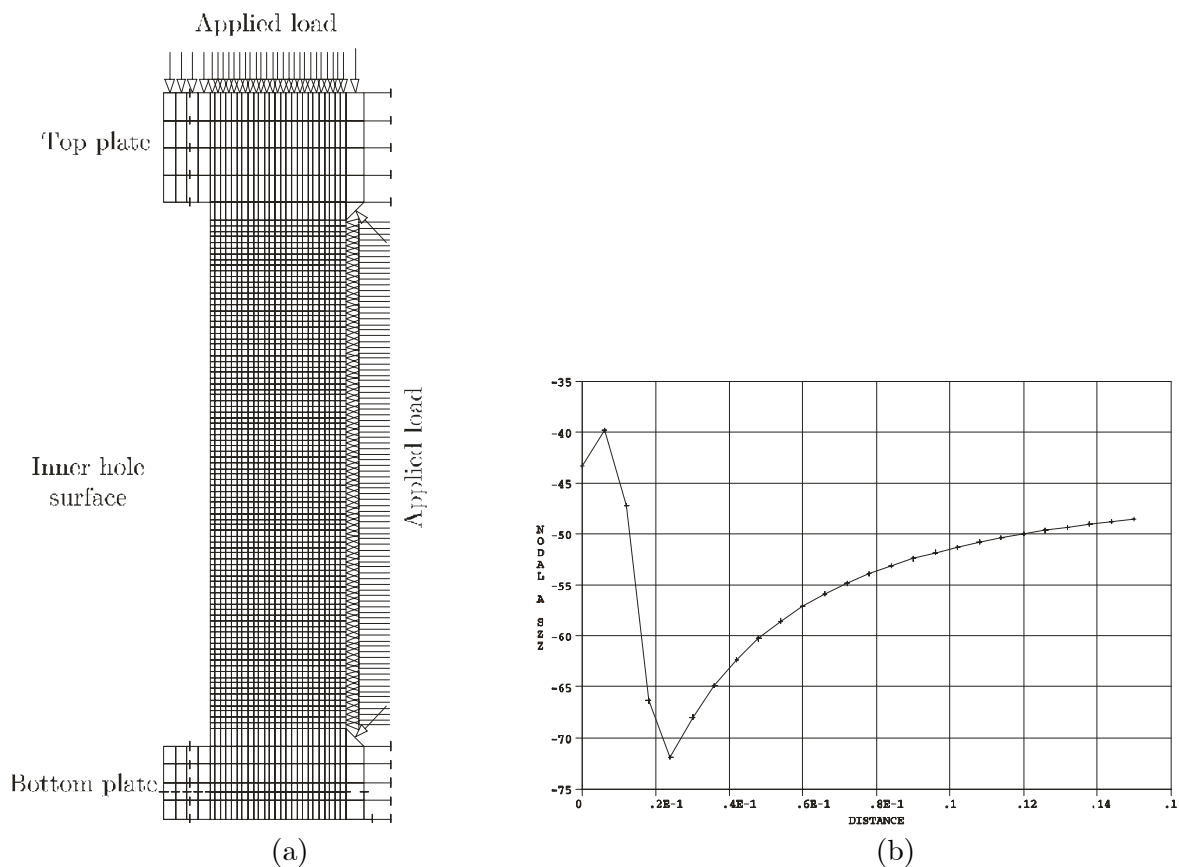 Applied load
Top plate
Inner hole
surface
Applied load
Bottom plate
(a)
-35
-40
-45
-50
-55
-60
-65
-70
-75
NODAL A SZZ
0
.2E-1
.4E-1
.6E-1
.8E-1
.1
.12
.14
.1
DISTANCE
(b)